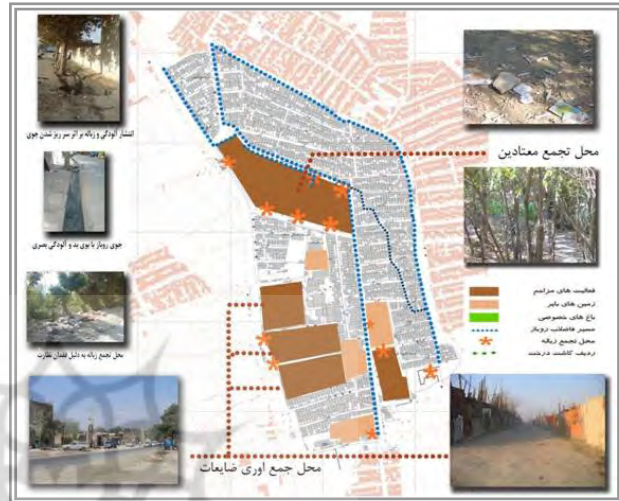 انتشار آلودگی و زباله بر اثر سر ریز شدن جوی
محل تجمع معتادین
جوی روباز با بوی بد و آلودگی بصری
فعالیت های مزاحم
زمین های بایر
باغ های خصوصی
مسیر فاضلاب روباز
محل تجمع زباله
ردیف کاشت درخت
محل تجمع زباله به دلیل فقدان نظارت
محل جمع آوری ضایعات